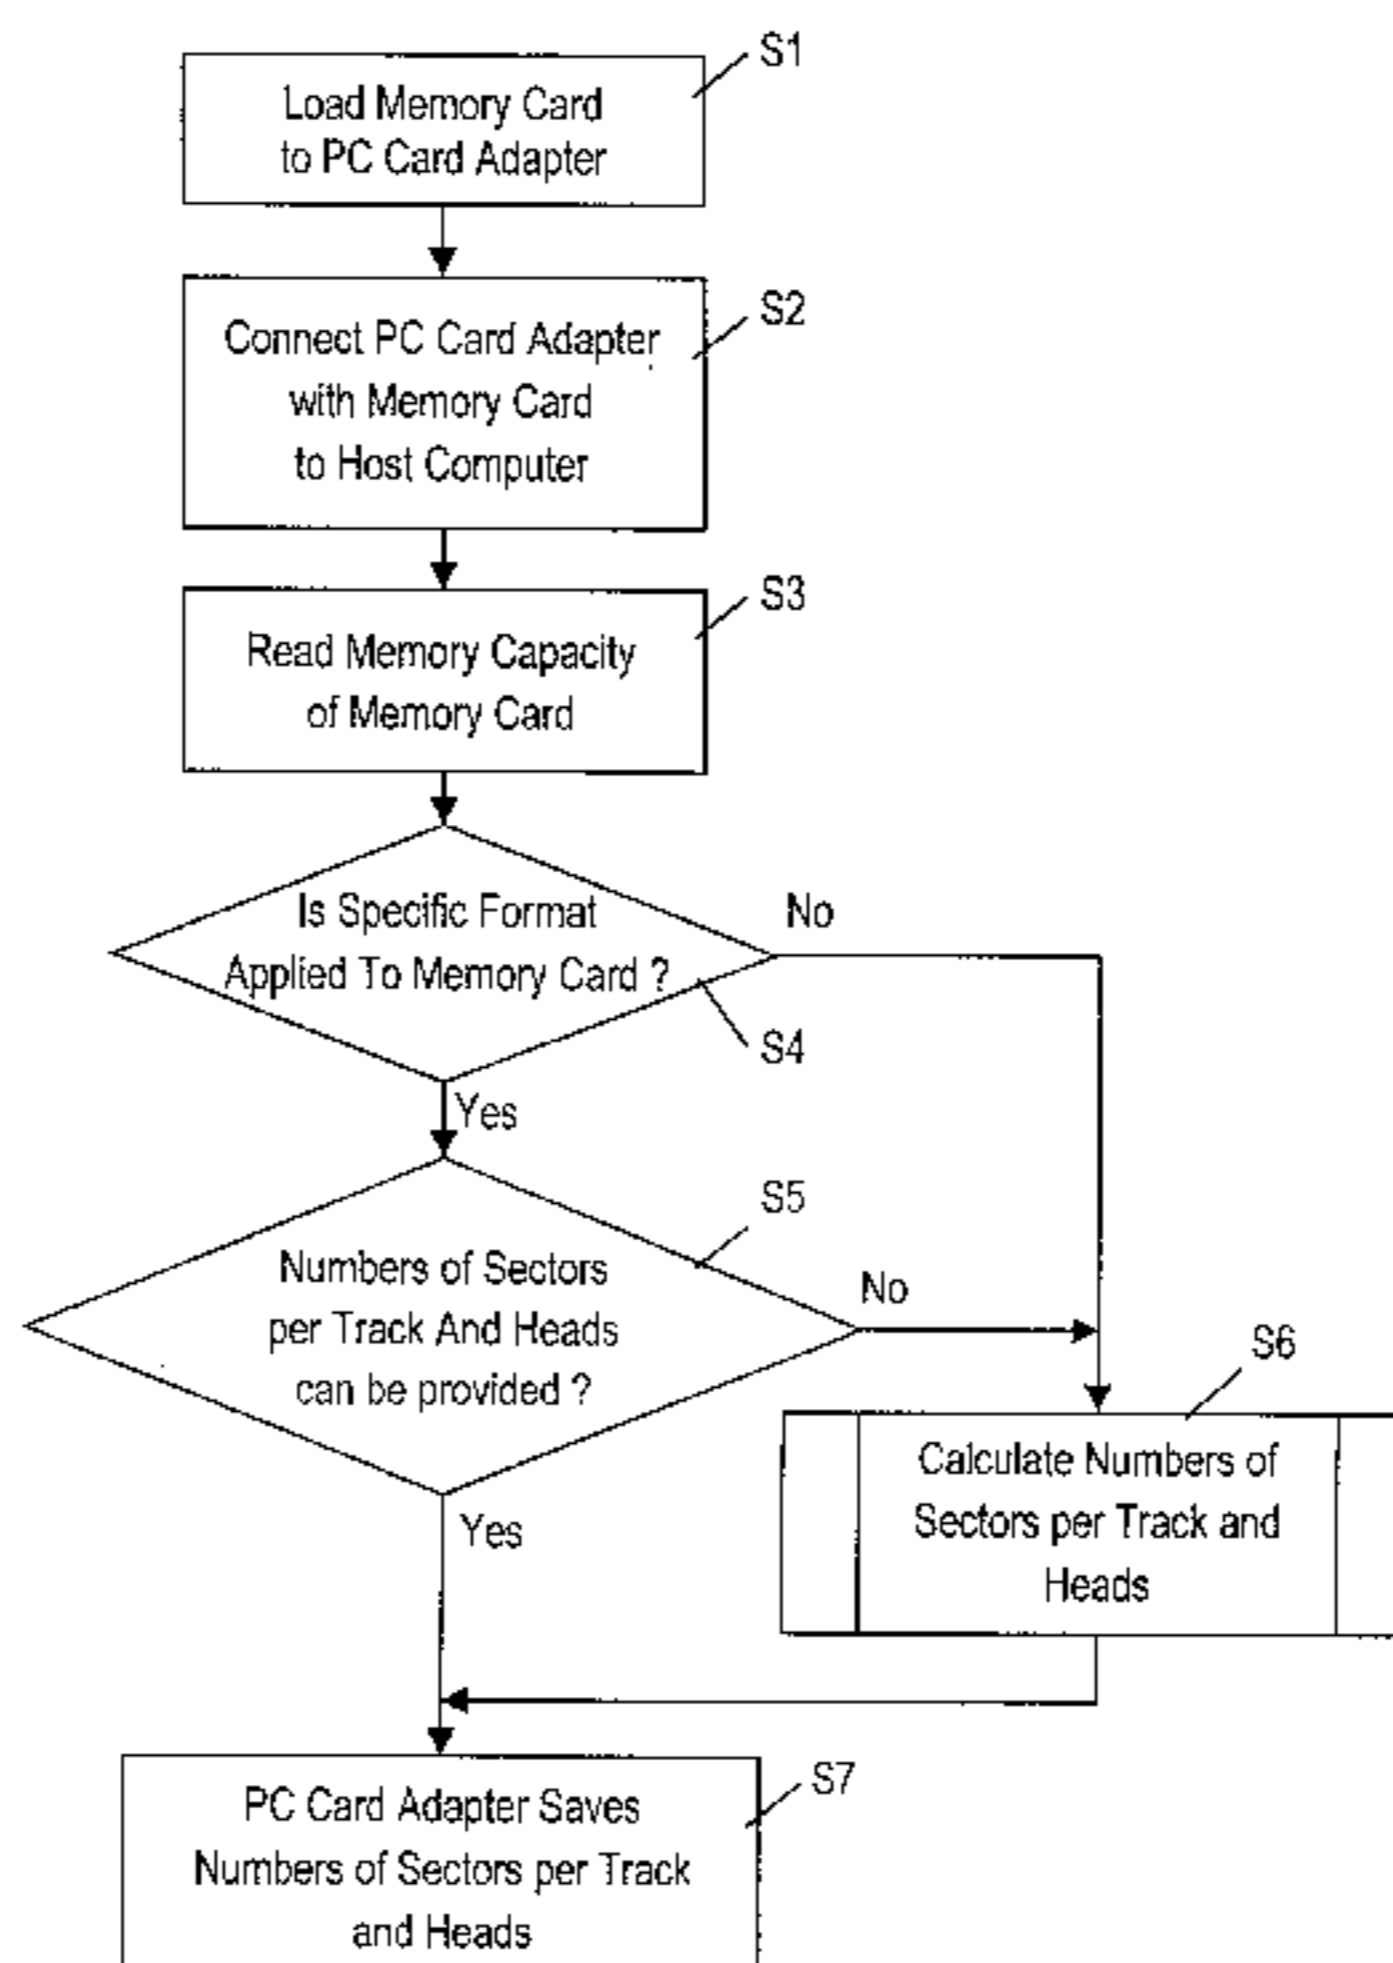 S1
Load Memory Card
to PC Card Adapter
S2
Connect PC Card Adapter
with Memory Card
to Host Computer
S3
Read Memory Capacity
of Memory Card
Is Specific Format
Applied To Memory Card ?
No
S4
Yes
S5
Numbers of Sectors
per Track And Heads
can be provided ?
No
S6
Calculate Numbers of
Sectors per Track and
Heads
Yes
S7
PC Card Adapter Saves
Numbers of Sectors per Track
and Heads